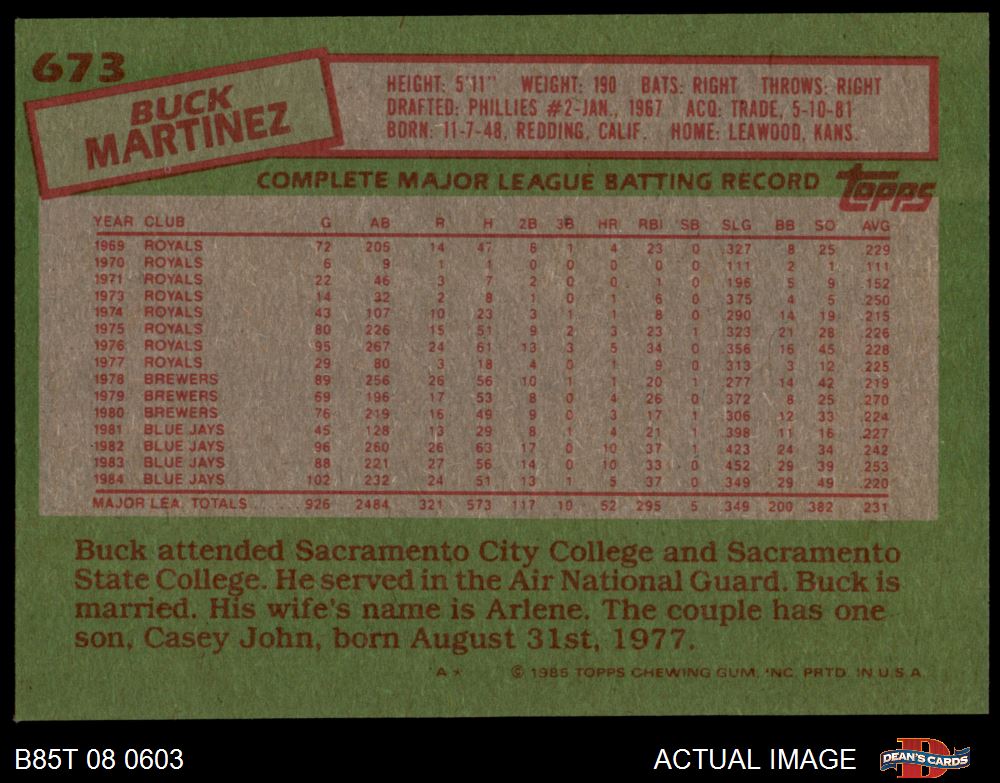 673
BUCK
MARTINEZ
HEIGHT: 5'11" WEIGHT: 190 BATS: RIGHT THROWS: RIGHT
DRAFTED: PHILLIES #2-JAN., 1967 ACQ: TRADE, 5-10-81
BORN: 11-7-48, REDDING, CALIF. HOME: LEAWOOD, KANS.
COMPLETE MAJOR LEAGUE BATTING RECORD topps
YEAR CLUB G AB R H 2B 3B HR RBI SB SLG BB SO AVG
1969 ROYALS 72 205 14 47 6 1 4 23 0 .327 8 25 .229
1970 ROYALS 6 9 1 1 0 0 0 0 0 .111 2 1 .111
1971 ROYALS 22 46 3 7 2 0 0 1 0 .196 5 9 .152
1973 ROYALS 14 32 2 8 1 0 1 6 0 .375 4 5 .250
1974 ROYALS 43 107 10 23 3 1 1 8 0 .290 14 19 .215
1975 ROYALS 80 226 15 51 9 2 3 23 1 .323 21 28 .226
1976 ROYALS 95 267 24 61 13 3 5 34 0 .356 16 45 .228
1977 ROYALS 29 80 3 18 4 0 1 9 0 .313 3 12 .225
1978 BREWERS 89 256 26 56 10 1 1 20 1 .277 14 42 .219
1979 BREWERS 69 196 17 53 8 0 4 26 0 .372 8 25 .270
1980 BREWERS 76 219 16 49 9 0 3 17 1 .306 12 33 .224
1981 BLUE JAYS 45 128 13 29 8 1 4 21 1 .398 11 16 .227
1982 BLUE JAYS 96 260 26 63 17 0 10 37 1 .423 24 34 .242
1983 BLUE JAYS 88 221 27 56 14 0 10 33 0 .452 29 39 .253
1984 BLUE JAYS 102 232 24 51 13 1 5 37 0 .349 29 49 .220
MAJOR LEA. TOTALS 926 2484 321 573 117 10 52 295 5 .349 200 382 .231
Buck attended Sacramento City College and Sacramento
State College. He served in the Air National Guard. Buck is
married. His wife's name is Arlene. The couple has one
son, Casey John, born August 31st, 1977.
A* © 1985 TOPPS CHEWING GUM, INC. PRTD. IN U.S.A.
B85T 08 0603 ACTUAL IMAGE DEAN'S CARDS